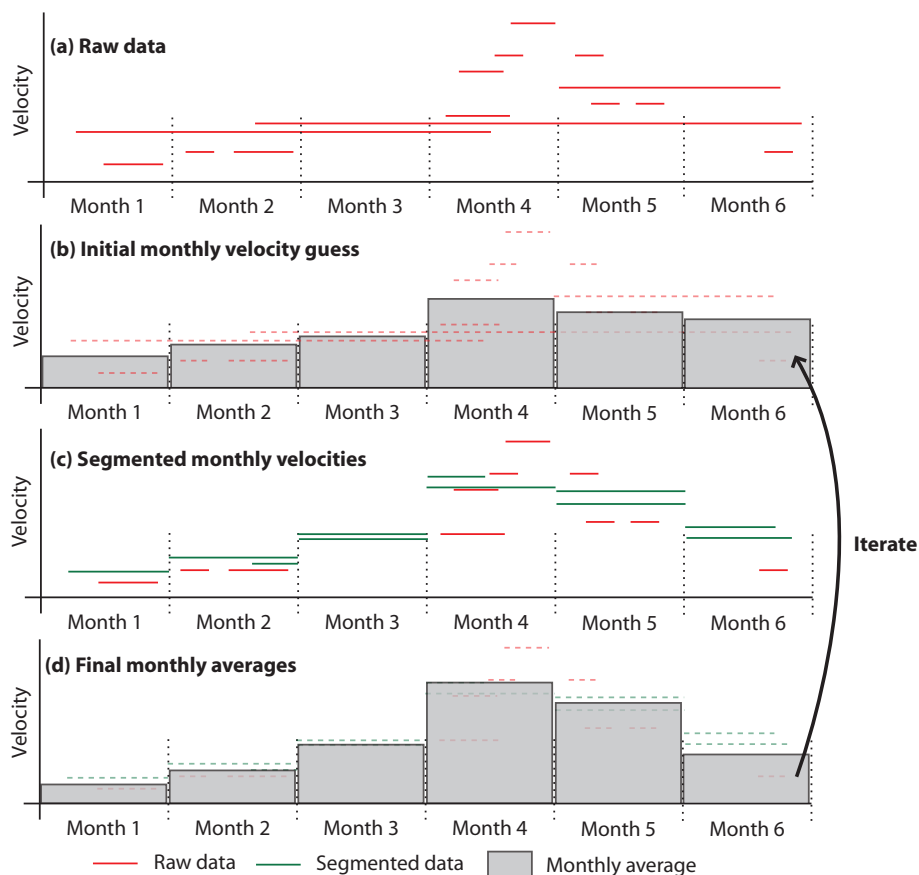 (a) Raw data
Velocity
Month 1 Month 2 Month 3 Month 4 Month 5 Month 6
(b) Initial monthly velocity guess
Velocity
Month 1 Month 2 Month 3 Month 4 Month 5 Month 6
(c) Segmented monthly velocities
Velocity
Iterate
Month 1 Month 2 Month 3 Month 4 Month 5 Month 6
(d) Final monthly averages
Velocity
Month 1 Month 2 Month 3 Month 4 Month 5 Month 6
Raw data Segmented data Monthly average